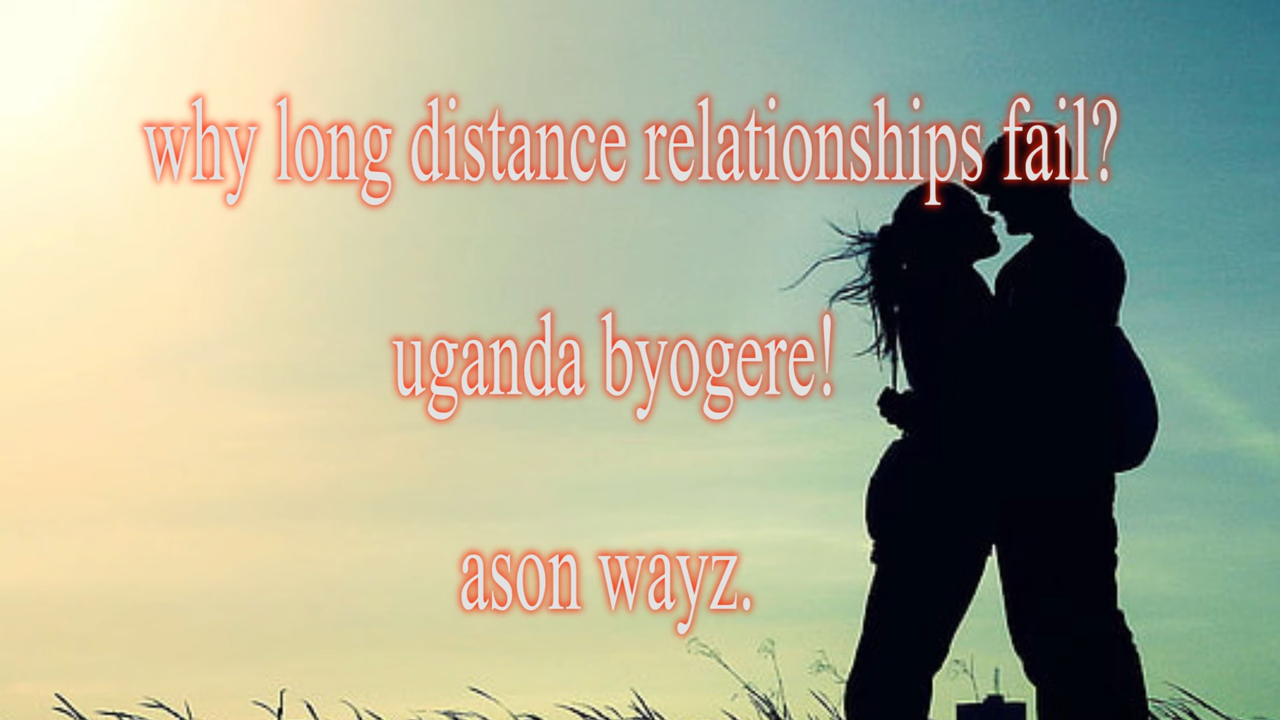 why long distance relationships fail?
uganda byogere!
ason wayz.